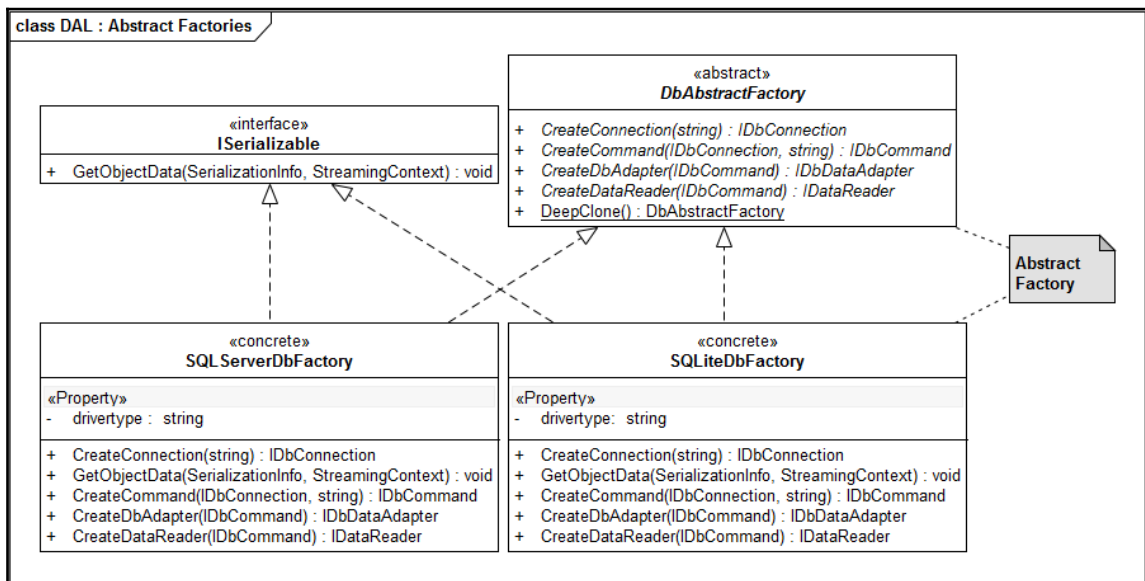 class DAL : Abstract Factories
«interface»
ISerializable
+ GetObjectData(SerializationInfo, StreamingContext) : void
«abstract»
DbAbstractFactory
+ CreateConnection(string) : IDbConnection
+ CreateCommand(IDbConnection, string) : IDbCommand
+ CreateDbAdapter(IDbCommand) : IDbDataAdapter
+ CreateDataReader(IDbCommand) : IDataReader
+ DeepClone() : DbAbstractFactory
Abstract
Factory
«concrete»
SQLServerDbFactory
«Property»
- drivertype : string
+ CreateConnection(string) : IDbConnection
+ GetObjectData(SerializationInfo, StreamingContext) : void
+ CreateCommand(IDbConnection, string) : IDbCommand
+ CreateDbAdapter(IDbCommand) : IDbDataAdapter
+ CreateDataReader(IDbCommand) : IDataReader
«concrete»
SQLiteDbFactory
«Property»
- drivertype: string
+ CreateConnection(string) : IDbConnection
+ GetObjectData(SerializationInfo, StreamingContext) : void
+ CreateCommand(IDbConnection, string) : IDbCommand
+ CreateDbAdapter(IDbCommand) : IDbDataAdapter
+ CreateDataReader(IDbCommand) : IDataReader